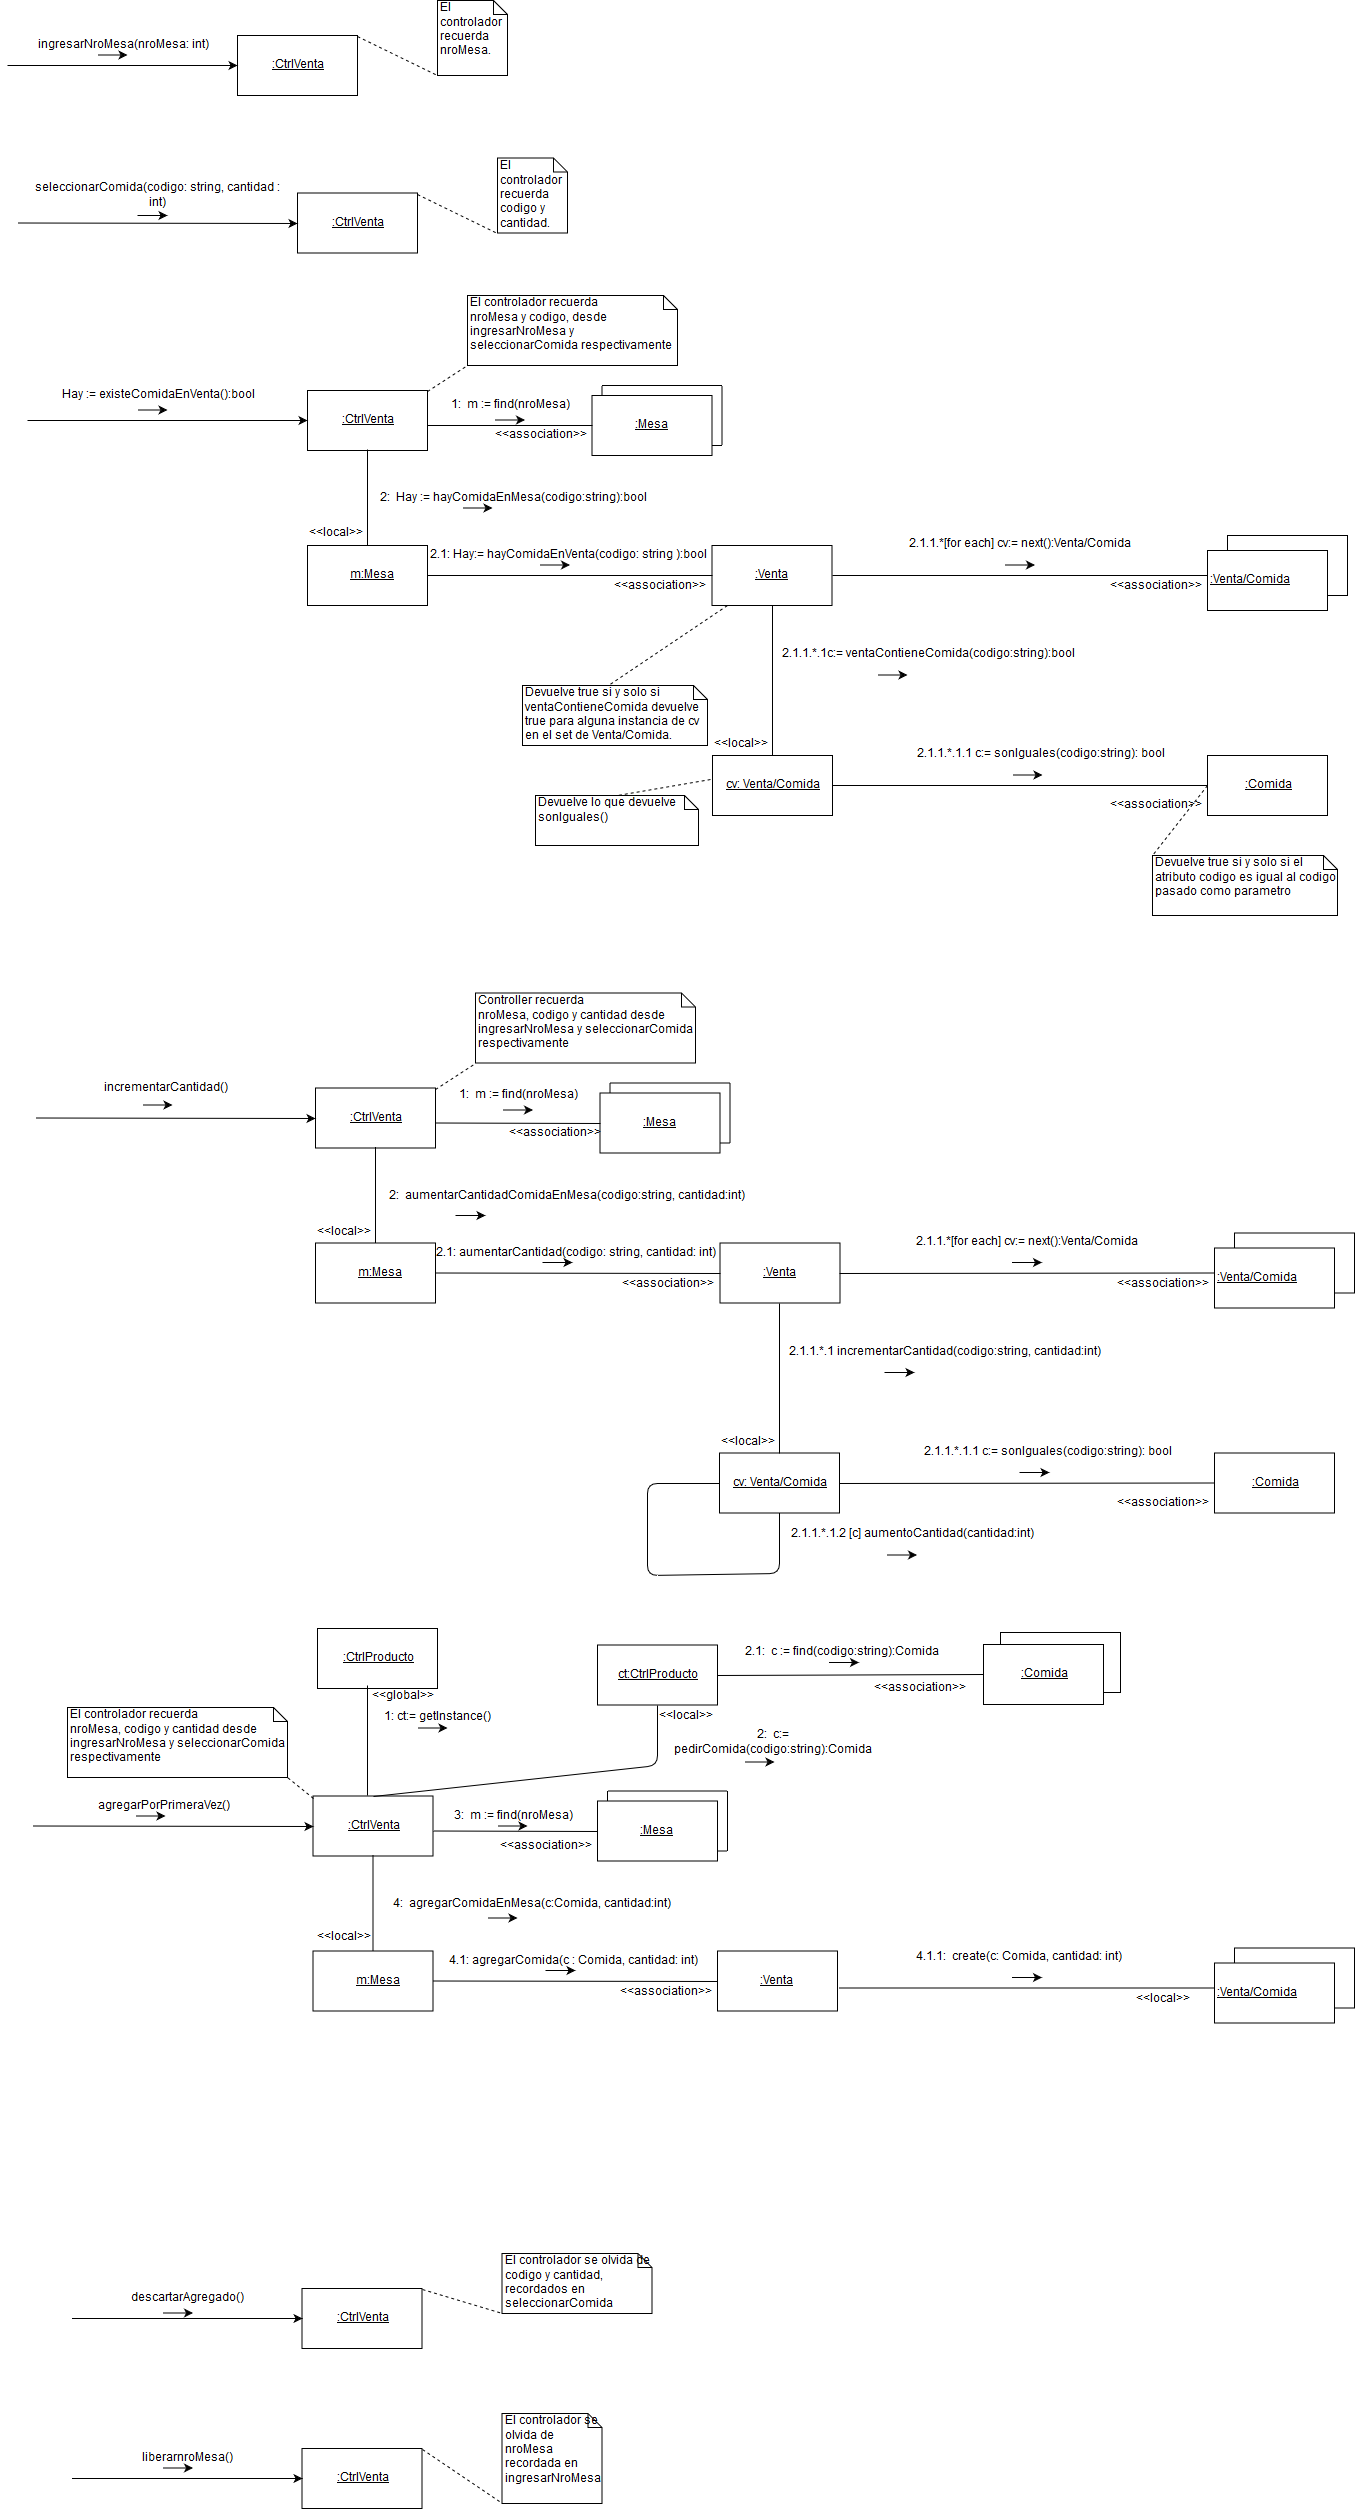 El
controlador
recuerda
nroMesa.
ingresarNroMesa(nroMesa: int)
:CtrlVenta
El
controlador
recuerda
codigo y
cantidad.
seleccionarComida(codigo: string, cantidad :
int)
:CtrlVenta
El controlador recuerda
nroMesa y codigo, desde
ingresarNroMesa y
seleccionarComida respectivamente
Hay := existeComidaEnVenta():bool
:CtrlVenta
1:  m := find(nroMesa)
<<association>>
:Mesa
2:  Hay := hayComidaEnMesa(codigo:string):bool
<<local>>
m:Mesa
2.1: Hay:= hayComidaEnVenta(codigo: string ):bool
<<association>>
:Venta
2.1.1.*[for each] cv:= next():Venta/Comida
<<association>>
:Venta/Comida
2.1.1.*.1c:= ventaContieneComida(codigo:string):bool
Devuelve true si y solo si
ventaContieneComida devuelve
true para alguna instancia de cv
en el set de Venta/Comida.
<<local>>
cv: Venta/Comida
2.1.1.*.1.1 c:= sonIguales(codigo:string): bool
<<association>>
:Comida
Devuelve lo que devuelve
sonIguales()
Devuelve true si y solo si el
atributo codigo es igual al codigo
pasado como parametro
Controller recuerda
nroMesa, codigo y cantidad desde
ingresarNroMesa y seleccionarComida
respectivamente
incrementarCantidad()
:CtrlVenta
1:  m := find(nroMesa)
<<association>>
:Mesa
2:  aumentarCantidadComidaEnMesa(codigo:string, cantidad:int)
<<local>>
m:Mesa
2.1: aumentarCantidad(codigo: string, cantidad: int)
<<association>>
:Venta
2.1.1.*[for each] cv:= next():Venta/Comida
<<association>>
:Venta/Comida
2.1.1.*.1 incrementarCantidad(codigo:string, cantidad:int)
<<local>>
cv: Venta/Comida
2.1.1.*.1.1 c:= sonIguales(codigo:string): bool
<<association>>
:Comida
2.1.1.*.1.2 [c] aumentoCantidad(cantidad:int)
:CtrlProducto
<<global>>
1: ct:= getInstance()
ct:CtrlProducto
<<local>>
2.1:  c := find(codigo:string):Comida
<<association>>
:Comida
2:  c:=
pedirComida(codigo:string):Comida
El controlador recuerda
nroMesa, codigo y cantidad desde
ingresarNroMesa y seleccionarComida
respectivamente
agregarPorPrimeraVez()
:CtrlVenta
3:  m := find(nroMesa)
<<association>>
:Mesa
4:  agregarComidaEnMesa(c:Comida, cantidad:int)
<<local>>
m:Mesa
4.1: agregarComida(c : Comida, cantidad: int)
<<association>>
:Venta
4.1.1:  create(c: Comida, cantidad: int)
<<local>>
:Venta/Comida
El controlador se olvida de
codigo y cantidad,
recordados en
seleccionarComida
descartarAgregado()
:CtrlVenta
El controlador se
olvida de
nroMesa
recordada en
ingresarNroMesa
liberarnroMesa()
:CtrlVenta